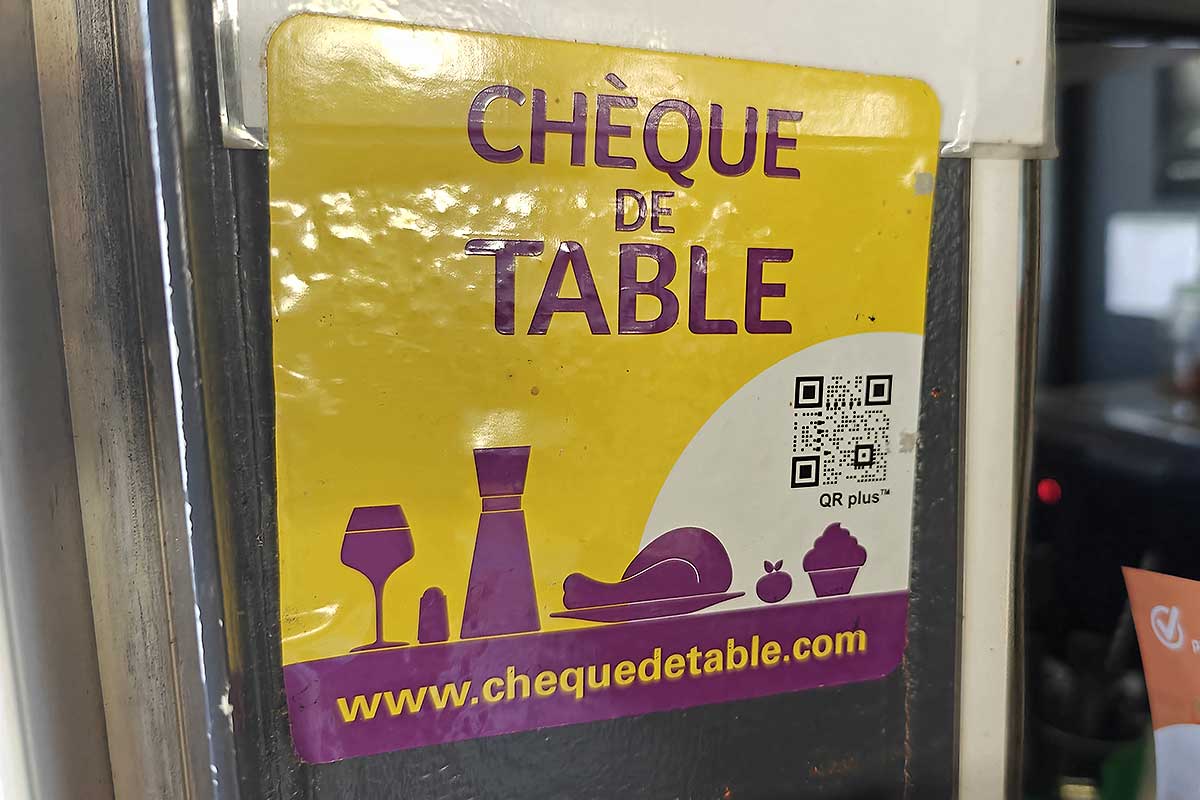 CHÈQUE
DE
TABLE
QR plus™
www.chequedetable.com